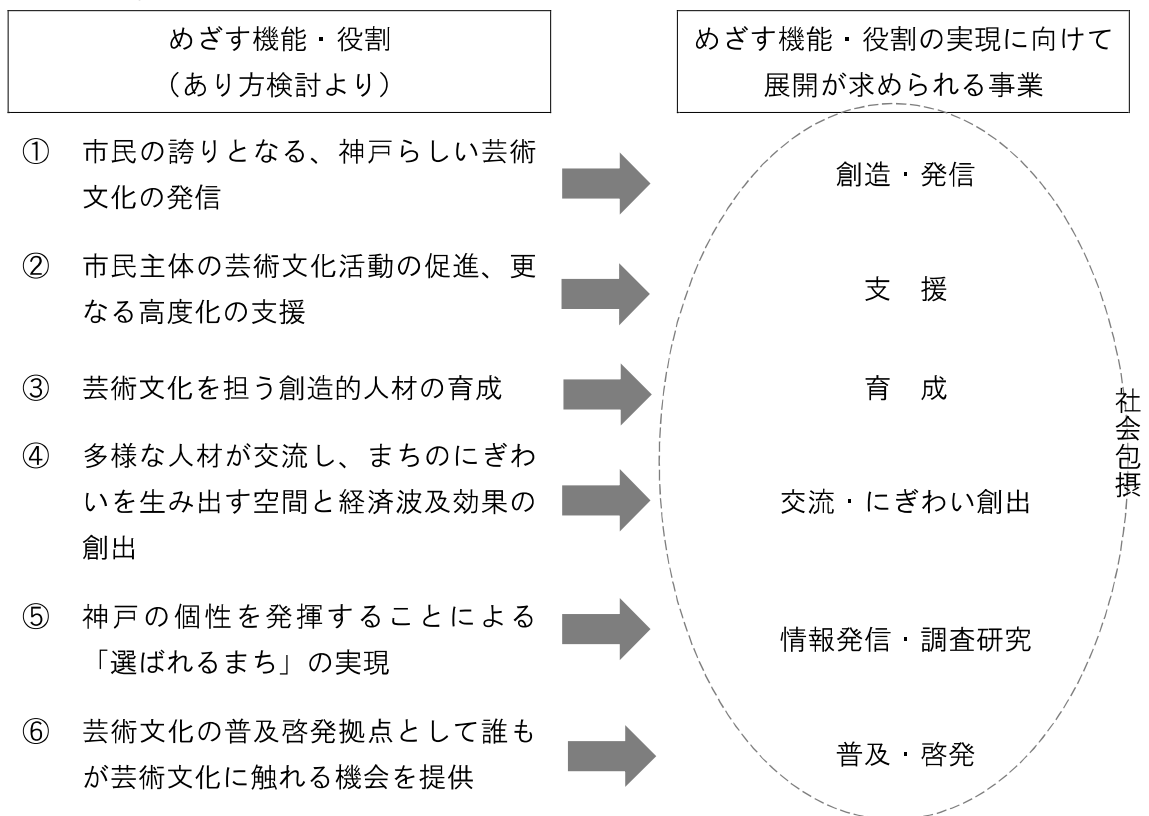 めざす機能・役割
（あり方検討より）
めざす機能・役割の実現に向けて
展開が求められる事業
① 市民の誇りとなる、神戸らしい芸術
文化の発信
創造・発信
② 市民主体の芸術文化活動の促進、更
なる高度化の支援
支　援
③ 芸術文化を担う創造的人材の育成
育　成
④ 多様な人材が交流し、まちのにぎわ
いを生み出す空間と経済波及効果の
創出
交流・にぎわい創出
⑤ 神戸の個性を発揮することによる
「選ばれるまち」の実現
情報発信・調査研究
⑥ 芸術文化の普及啓発拠点として誰も
が芸術文化に触れる機会を提供
普及・啓発
社会包摂